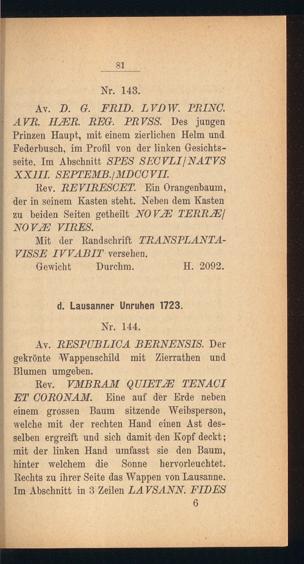 81
Nr. 143.
Av. D. G. FRID. LVDW. PRINC.
AVR. HÆR. REG. PRVSS. Des jungen
Prinzen Haupt, mit einem zierlichen Helm und
Federbusch, im Profil von der linken Gesichts-
seite. Im Abschnitt SPES SECVLI/NATVS
XXIII. SEPTEMB./MDCCVII.
Rev. REVIRESCET. Ein Orangenbaum,
der in seinem Kasten steht. Neben dem Kasten
zu beiden Seiten getheilt NOVÆ TERRÆ/
NOVÆ VIRES.
Mit der Randschrift TRANSPLANTA-
VISSE IVVABIT versehen.
Gewicht Durchm. H. 2092.
d. Lausanner Unruhen 1723.
Nr. 144.
Av. RESPUBLICA BERNENSIS. Der
gekrönte Wappenschild mit Zierrathen und
Blumen umgeben.
Rev. VMBRAM QUIETÆ TENACI
ET CORONAM. Eine auf der Erde neben
einem grossen Baum sitzende Weibsperson,
welche mit der rechten Hand einen Ast des-
selben ergreift und sich damit den Kopf deckt;
mit der linken Hand umfasst sie den Baum,
hinter welchem die Sonne hervorleuchtet.
Rechts zu ihrer Seite das Wappen von Lausanne.
Im Abschnitt in 3 Zeilen LAVSANN. FIDES
6